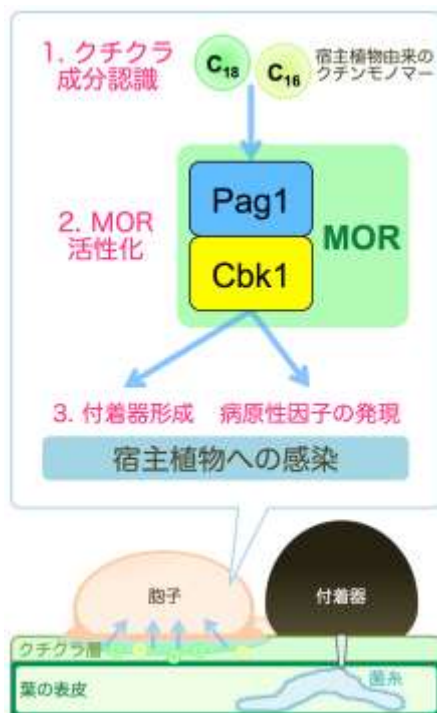 1. クチクラ
成分認識
C18
C16
宿主植物由来の
クチンモノマー
2. MOR
活性化
Pag1
Cbk1
MOR
3. 付着器形成 病原性因子の発現
宿主植物への感染
胞子
付着器
クチクラ層
葉の表皮
菌糸